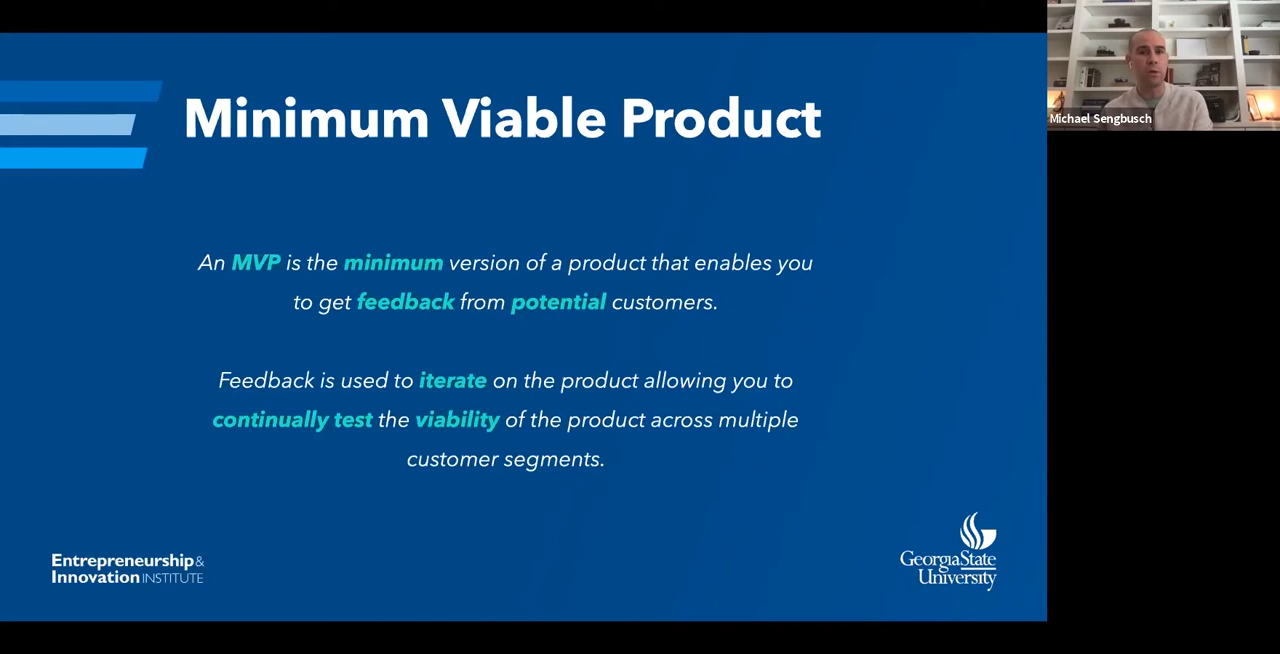 Minimum Viable Product
Michael Sengbusch
An MVP is the minimum version of a product that enables you
to get feedback from potential customers.
Feedback is used to iterate on the product allowing you to
continually test the viability of the product across multiple
customer segments.
Entrepreneurship&
Innovation INSTITUTE
GeorgiaState
University